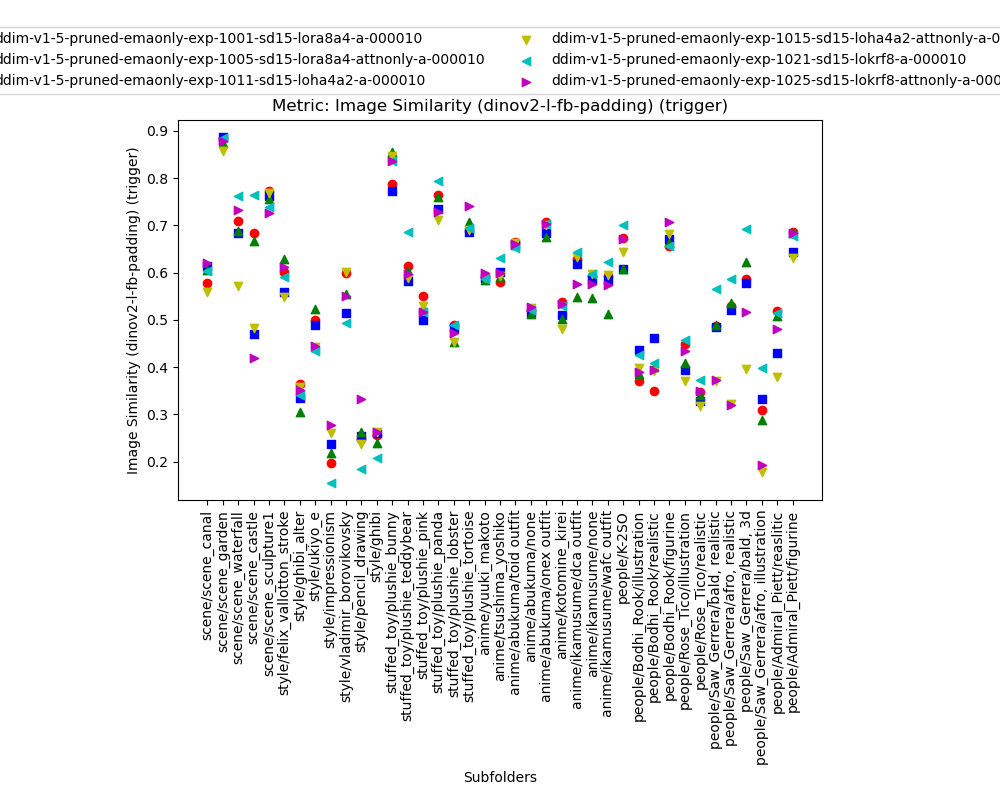 ddim-v1-5-pruned-emaonly-exp-1001-sd15-lora8a4-a-000010
ddim-v1-5-pruned-emaonly-exp-1005-sd15-lora8a4-attnonly-a-000010
ddim-v1-5-pruned-emaonly-exp-1011-sd15-loha4a2-a-000010
ddim-v1-5-pruned-emaonly-exp-1015-sd15-loha4a2-attnonly-a-0
ddim-v1-5-pruned-emaonly-exp-1021-sd15-lokrf8-a-000010
ddim-v1-5-pruned-emaonly-exp-1025-sd15-lokrf8-attnonly-a-000
Metric: Image Similarity (dinov2-l-fb-padding) (trigger)
Image Similarity (dinov2-l-fb-padding) (trigger)
0.9
0.8
0.7
0.6
0.5
0.4
0.3
0.2
scene/scene_canal
scene/scene_garden
scene/scene_waterfall
scene/scene_castle
scene/scene_sculpture1
style/felix_vallotton_stroke
style/ghibi_alter
style/ukiyo_e
style/impressionism
style/vladimir_borovikovsky
style/pencil_drawing
style/ghibi
stuffed_toy/plushie_bunny
stuffed_toy/plushie_teddybear
stuffed_toy/plushie_pink
stuffed_toy/plushie_panda
stuffed_toy/plushie_lobster
stuffed_toy/plushie_tortoise
anime/yuuki_makoto
anime/tsushima_yoshiko
anime/abukuma/toid outfit
anime/abukuma/none
anime/abukuma/onex outfit
anime/kotomine_kirei
anime/ikamusume/dca outfit
anime/ikamusume/none
anime/ikamusume/wafc outfit
people/K-2SO
people/Bodhi_Rook/illustration
people/Bodhi_Rook/realistic
people/Bodhi_Rook/figurine
people/Rose_Tico/illustration
people/Rose_Tico/realistic
people/Saw_Gerrera/bald, realistic
people/Saw_Gerrera/afro, realistic
people/Saw_Gerrera/bald, 3d
people/Saw_Gerrera/afro, illustration
people/Admiral_Piett/reaslitic
people/Admiral_Piett/figurine
Subfolders